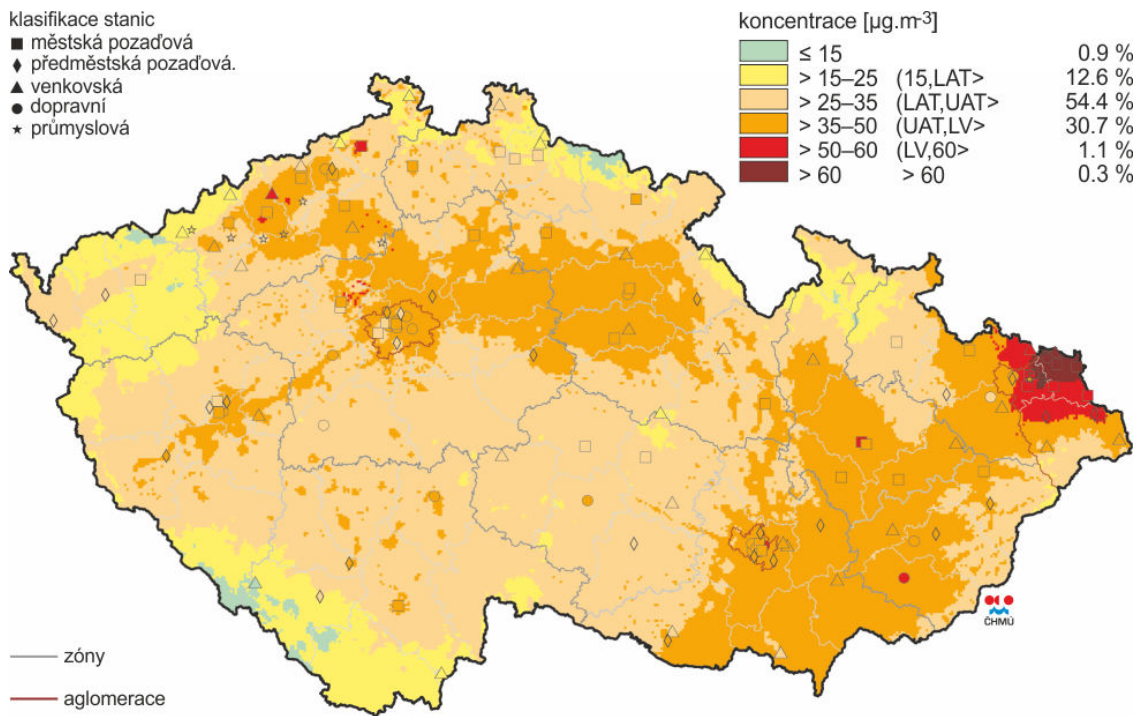 klasifikace stanic
městská pozaďová
předměstská pozaďová.
venkovská
dopravní
průmyslová
koncentrace [µg.m-³]
≤ 15 0.9 %
> 15–25 (15,LAT> 12.6 %
> 25–35 (LAT,UAT> 54.4 %
> 35–50 (UAT,LV> 30.7 %
> 50–60 (LV,60> 1.1 %
> 60 > 60 0.3 %
ČHMÚ
zóny
aglomerace